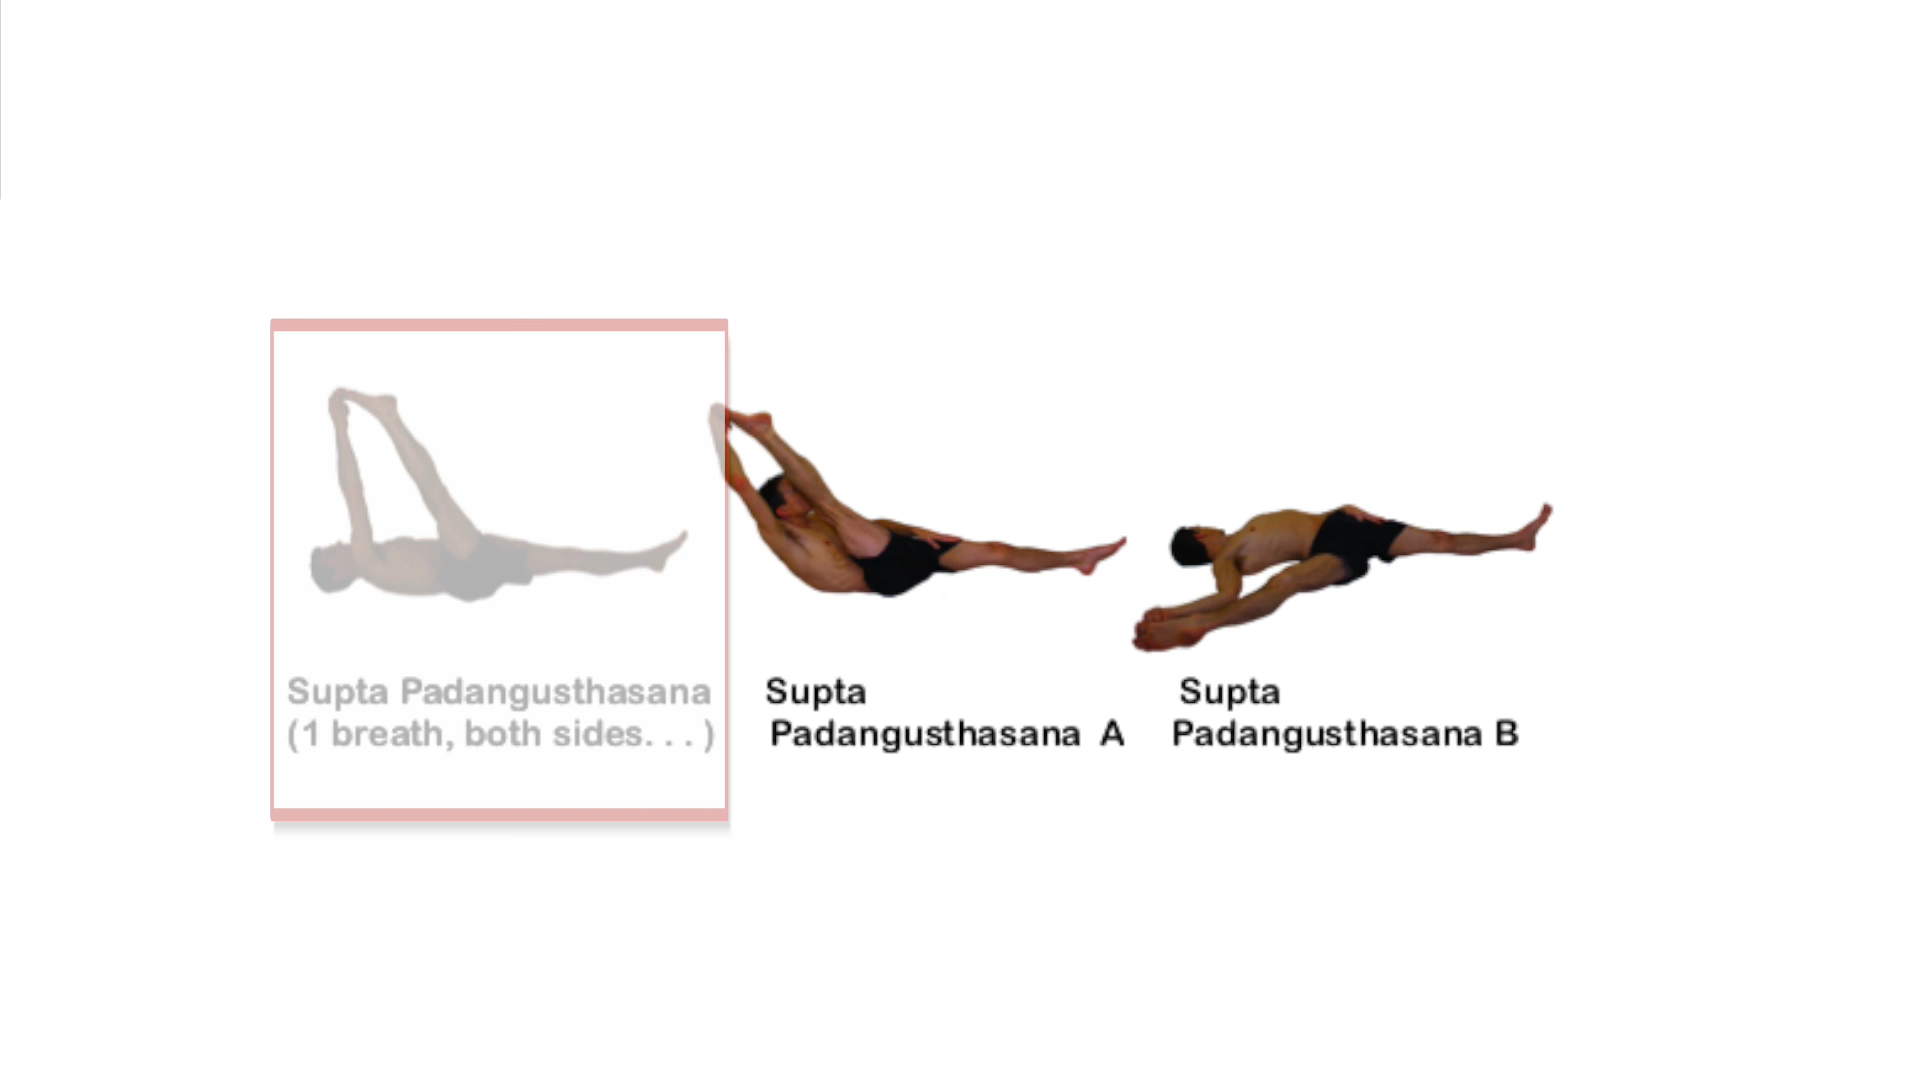 Supta Padangusthasana
(1 breath, both sides. . . )
Supta
Padangusthasana A
Supta
Padangusthasana B